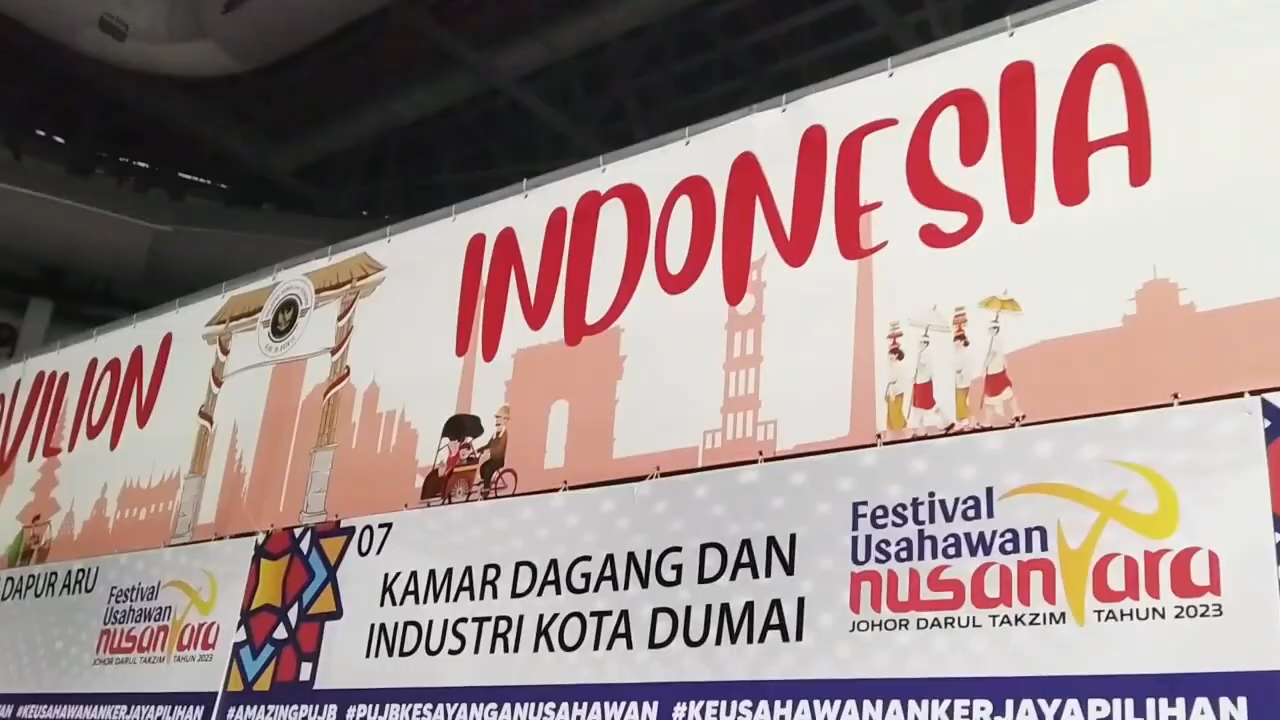 PAVILION
INDONESIA
DAPUR ARU
Festival
Usahawan
nusantara
JOHOR DARUL TAKZIM TAHUN 2023
07
KAMAR DAGANG DAN
INDUSTRI KOTA DUMAI
Festival
Usahawan
nusantara
JOHOR DARUL TAKZIM TAHUN 2023
#KEUSAHAWANANKERJAYAPILIHAN
#AMAZINGPUJB #PUJBKESAYANGANUSAHAWAN #KEUSAHAWANANKERJAYAPILIHAN